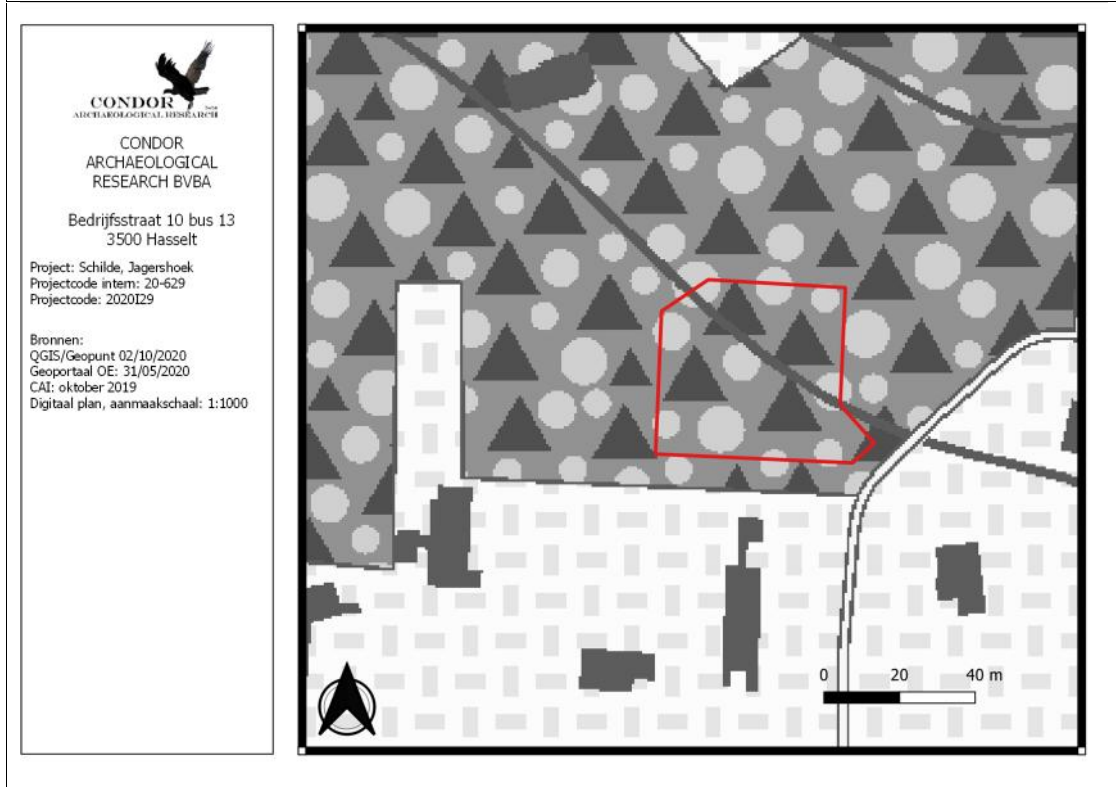 CONDOR
ARCHAEOLOGICAL RESEARCH
CONDOR
ARCHAEOLOGICAL
RESEARCH BVBA
Bedrijfsstraat 10 bus 13
3500 Hasselt
Project: Schilde, Jagershoek
Projectcode intern: 20-629
Projectcode: 2020I29
Bronnen:
QGIS/Geopunt 02/10/2020
Geoportaal OE: 31/05/2020
CAI: oktober 2019
Digitaal plan, aanmaakschaal: 1:1000
0 20 40 m